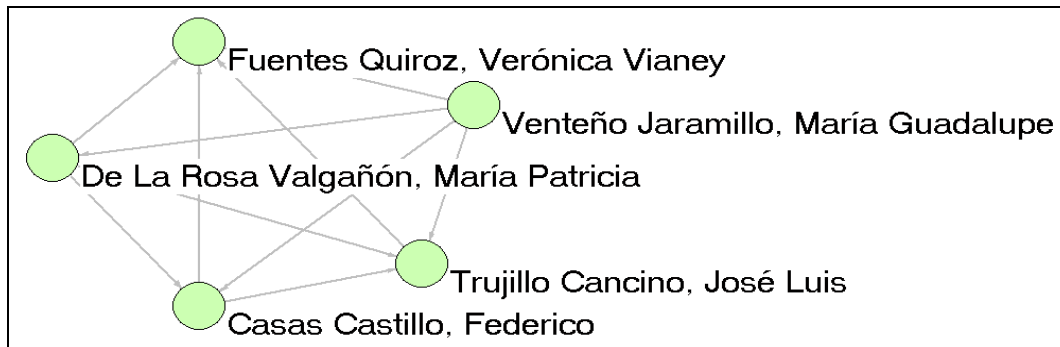 Fuentes Quiroz, Verónica Vianey
Venteño Jaramillo, María Guadalupe
De La Rosa Valgañón, María Patricia
Trujillo Cancino, José Luis
Casas Castillo, Federico